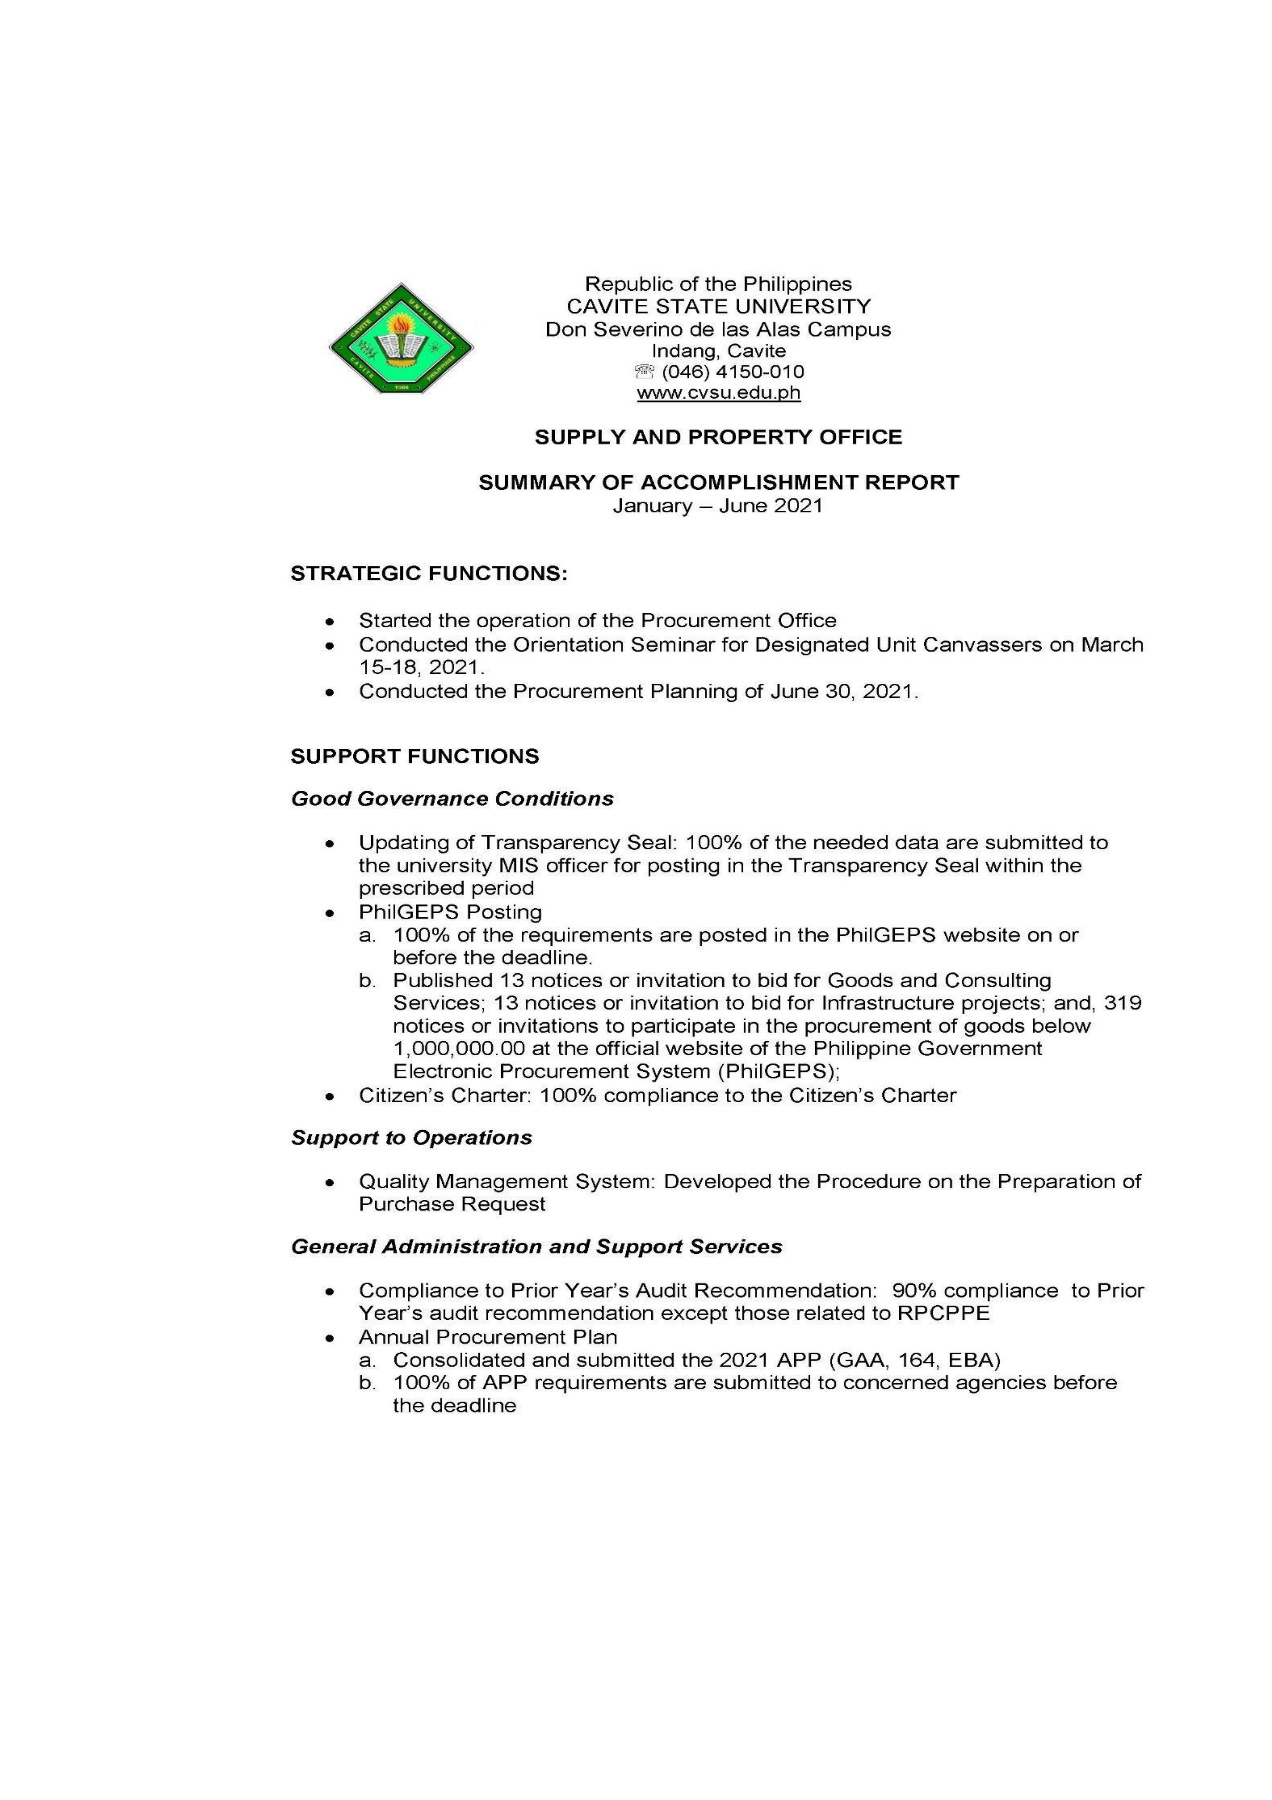 Republic of the Philippines
CAVITE STATE UNIVERSITY
Don Severino de las Alas Campus
Indang, Cavite
☏ (046) 4150-010
www.cvsu.edu.ph
CAVITE STATE UNIVERSITY
CAVITE
PHILIPPINES
SUPPLY AND PROPERTY OFFICE
SUMMARY OF ACCOMPLISHMENT REPORT
January – June 2021
STRATEGIC FUNCTIONS:
• Started the operation of the Procurement Office
• Conducted the Orientation Seminar for Designated Unit Canvassers on March
15-18, 2021.
• Conducted the Procurement Planning of June 30, 2021.
SUPPORT FUNCTIONS
Good Governance Conditions
• Updating of Transparency Seal: 100% of the needed data are submitted to
the university MIS officer for posting in the Transparency Seal within the
prescribed period
• PhilGEPS Posting
a. 100% of the requirements are posted in the PhilGEPS website on or
before the deadline.
b. Published 13 notices or invitation to bid for Goods and Consulting
Services; 13 notices or invitation to bid for Infrastructure projects; and, 319
notices or invitations to participate in the procurement of goods below
1,000,000.00 at the official website of the Philippine Government
Electronic Procurement System (PhilGEPS);
• Citizen’s Charter: 100% compliance to the Citizen’s Charter
Support to Operations
• Quality Management System: Developed the Procedure on the Preparation of
Purchase Request
General Administration and Support Services
• Compliance to Prior Year’s Audit Recommendation:  90% compliance  to Prior
Year’s audit recommendation except those related to RPCPPE
• Annual Procurement Plan
a. Consolidated and submitted the 2021 APP (GAA, 164, EBA)
b. 100% of APP requirements are submitted to concerned agencies before
the deadline